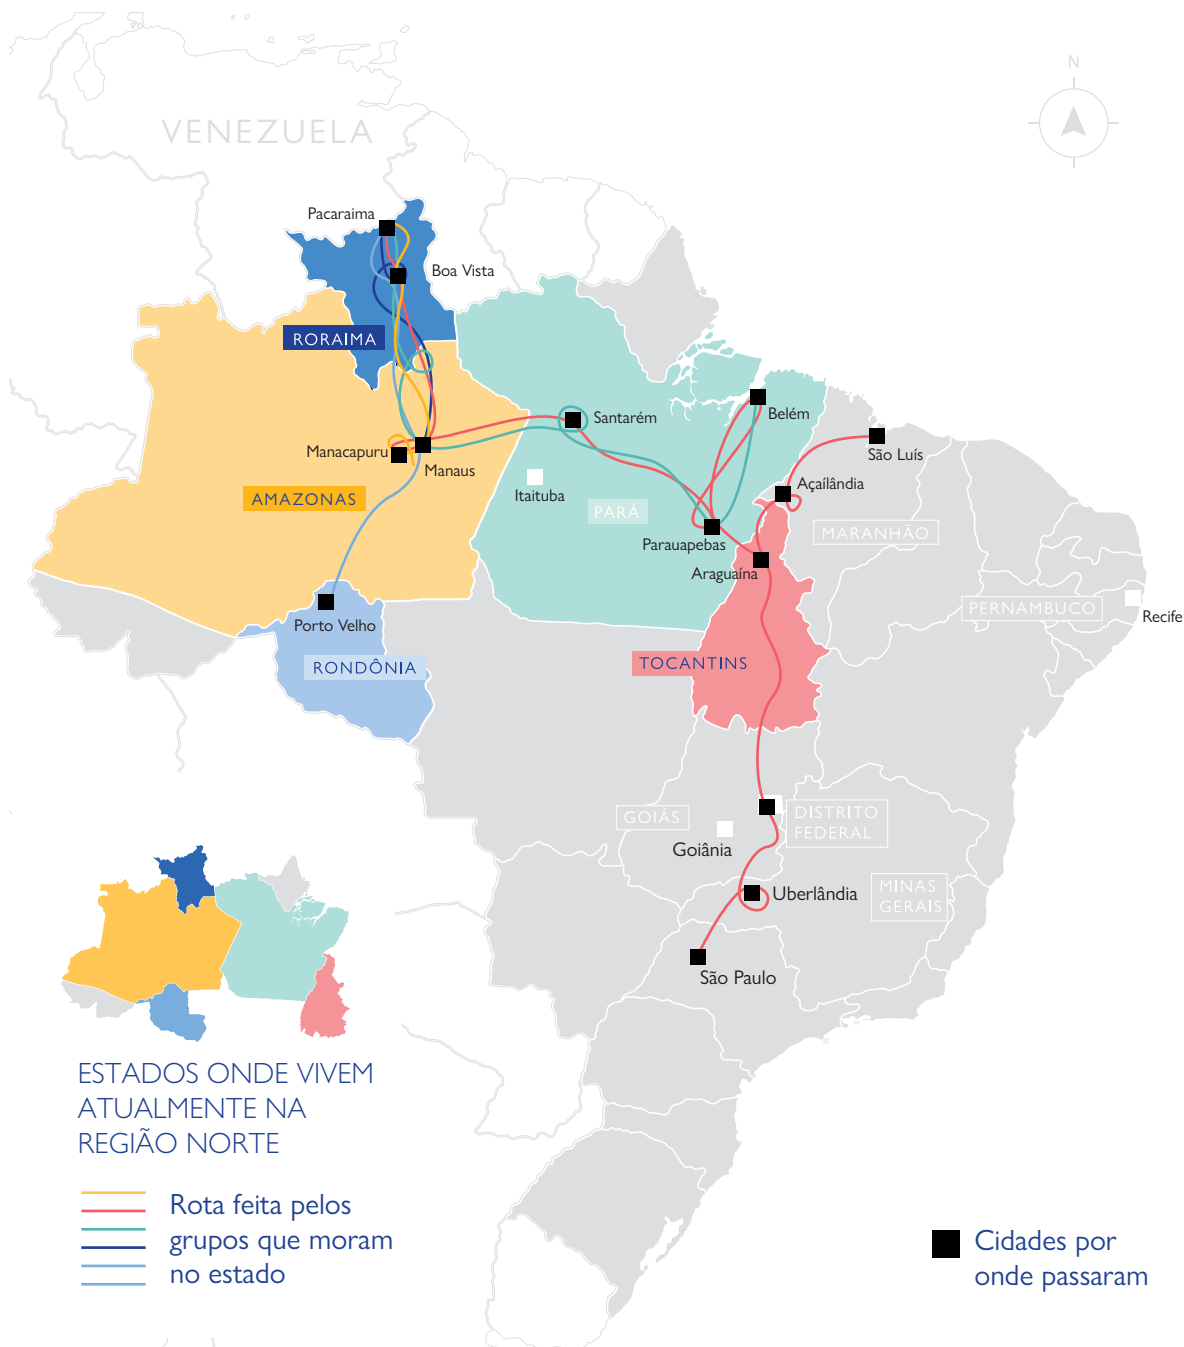 N
VENEZUELA
Pacaraima
Boa Vista
RORAIMA
Belém
Santarém
São Luís
Manacapuru
Manaus
Açaílândia
Itaituba
AMAZONAS
PARÁ
MARANHÃO
Parauapebas
Araguaína
PERNAMBUCO
Recife
Porto Velho
RONDÔNIA
TOCANTINS
GOIÁS
DISTRITO
FEDERAL
Goiânia
MINAS
GERAIS
Uberlândia
São Paulo
ESTADOS ONDE VIVEM
ATUALMENTE NA
REGIÃO NORTE
Rota feita pelos
grupos que moram
no estado
Cidades por
onde passaram